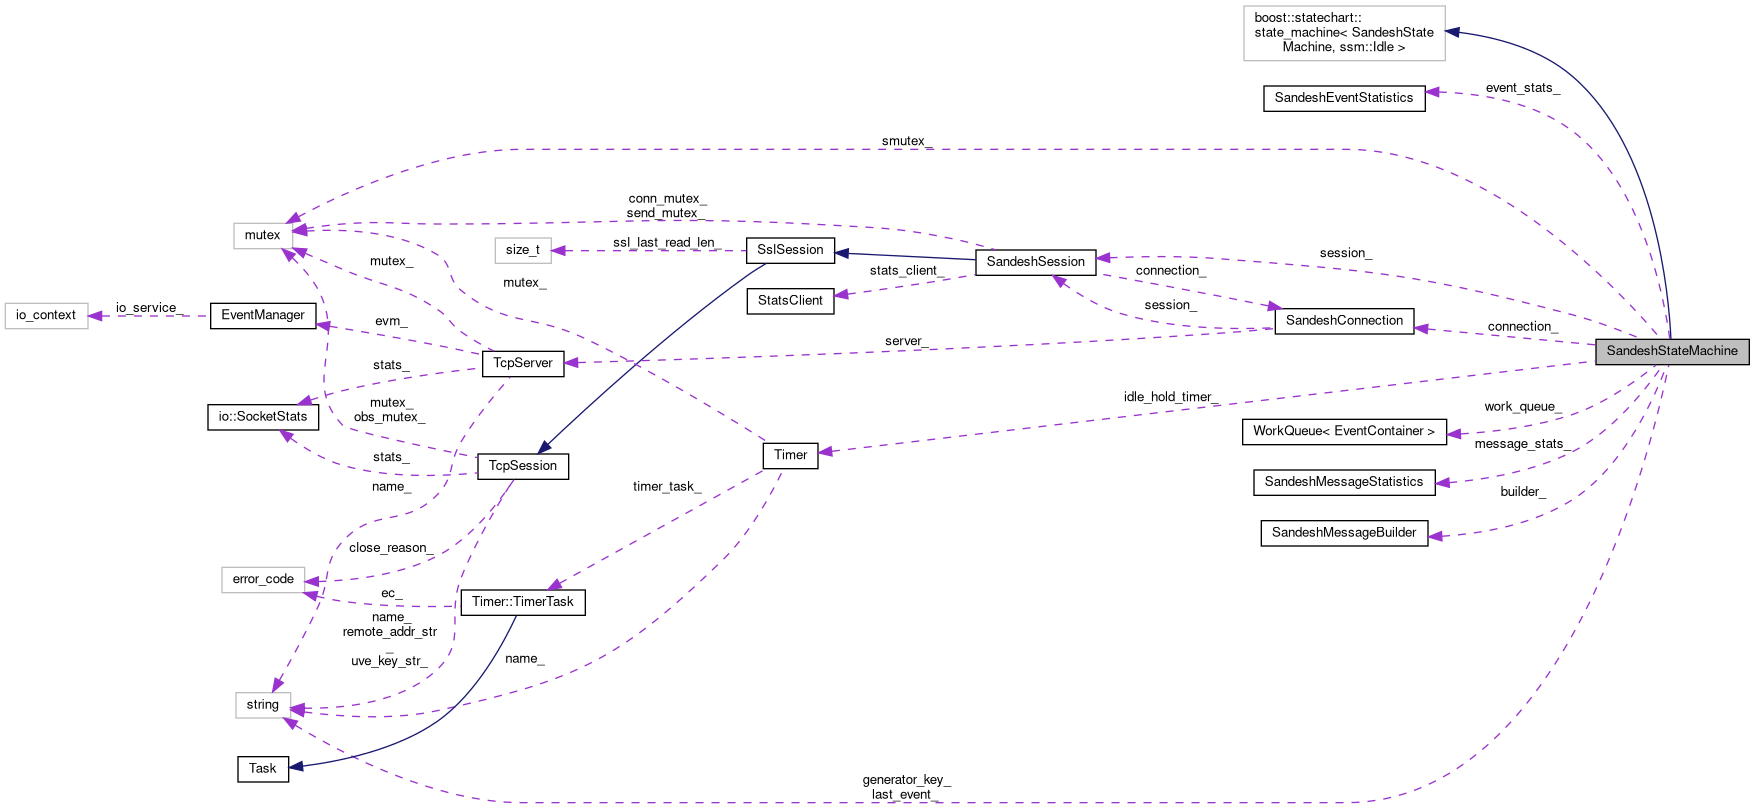 boost::statechart::
state_machine< SandeshState
Machine, ssm::Idle >
event_stats_
SandeshEventStatistics
smutex_
conn_mutex_
send_mutex_
mutex
size_t
ssl_last_read_len_
SslSession
SandeshSession
session_
mutex_
stats_client_
connection_
mutex_
StatsClient
session_
io_context
io_service_
EventManager
evm_
SandeshConnection
connection_
server_
SandeshStateMachine
TcpServer
stats_
idle_hold_timer_
mutex_
obs_mutex_
io::SocketStats
work_queue_
WorkQueue< EventContainer >
message_stats_
stats_
TcpSession
Timer
name_
timer_task_
SandeshMessageStatistics
builder_
SandeshMessageBuilder
close_reason_
error_code
ec_
Timer::TimerTask
name_
remote_addr_str
_
uve_key_str_
name_
string
Task
generator_key_
last_event_